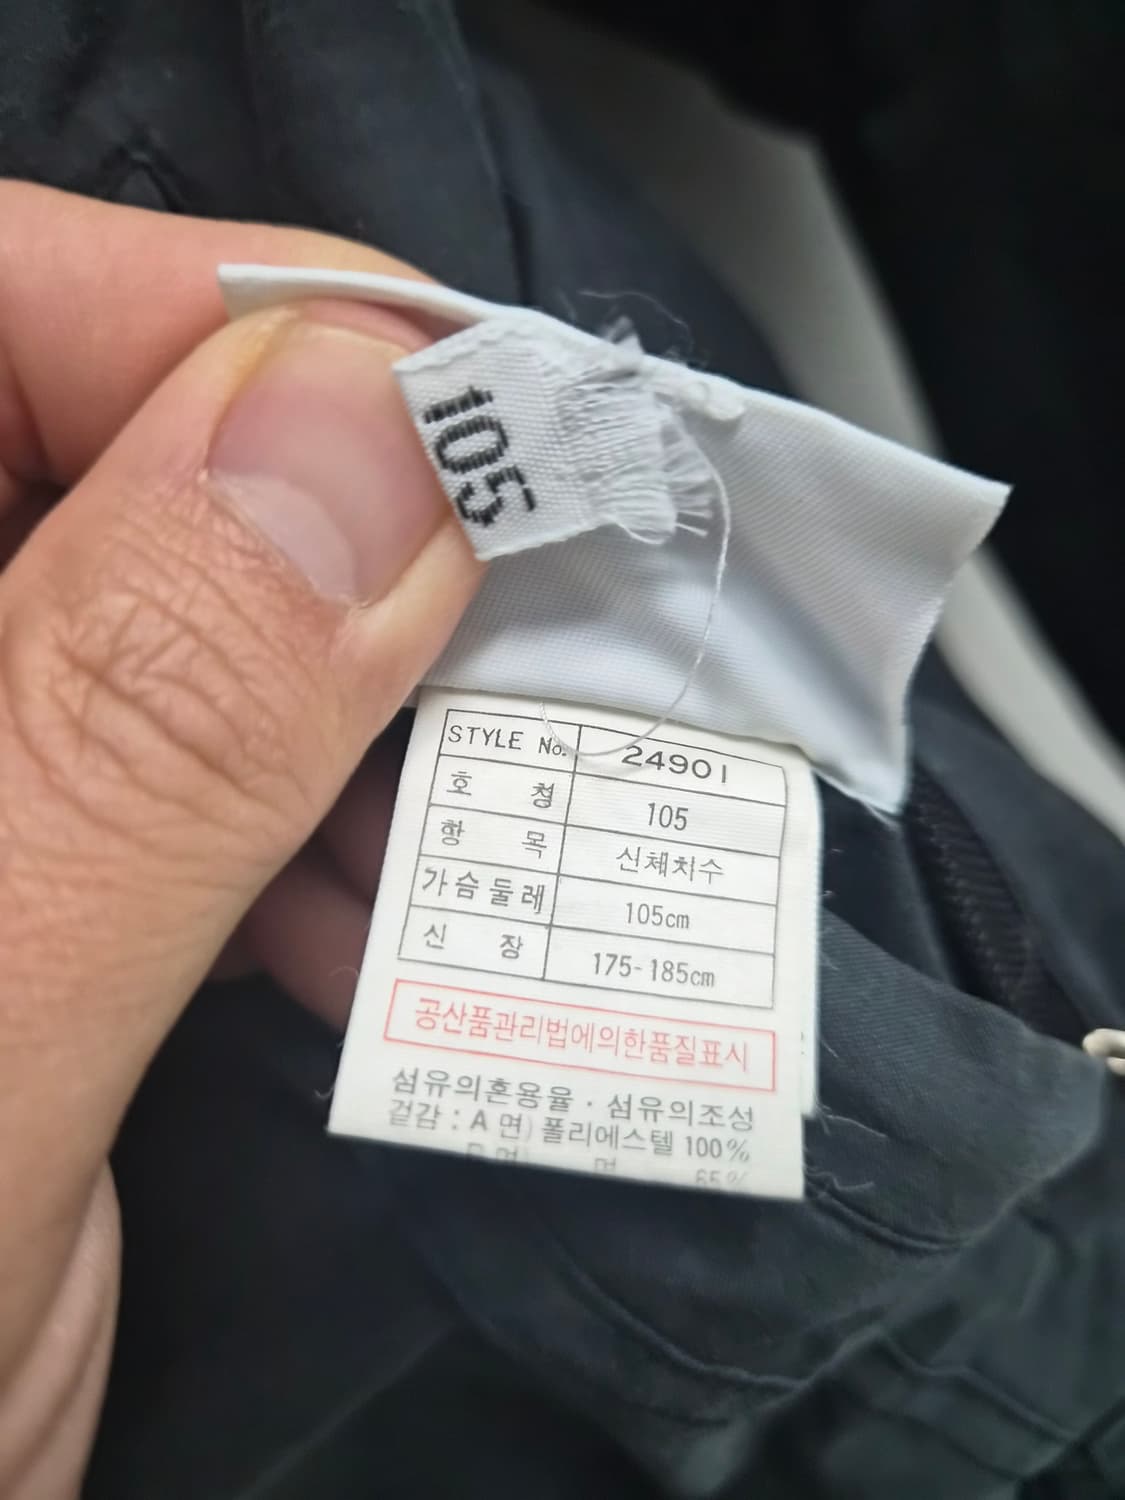 105
STYLE No. 24901
호 청 105
항 목 신체치수
가슴둘레 105cm
신 장 175-185cm
공산품관리법에의한품질표시
섬유의혼용율 · 섬유의조성
겉감 : A 면) 폴리에스텔 100%
65%